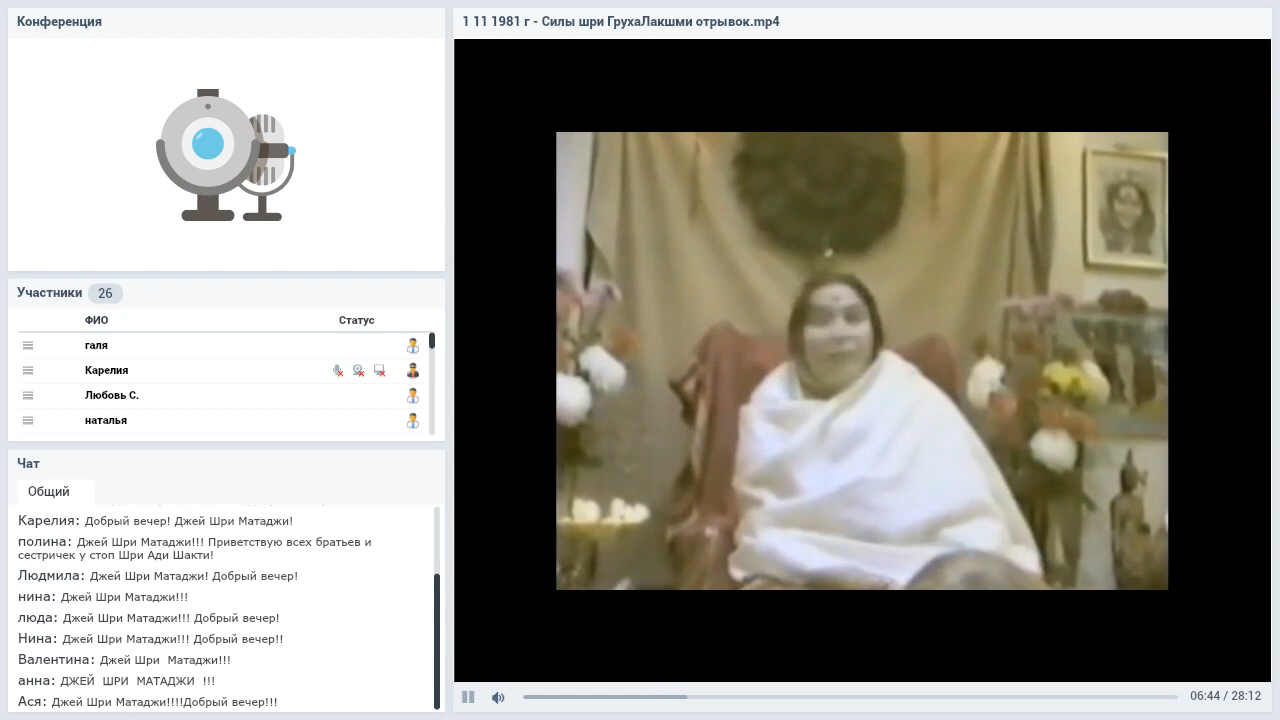 Конференция
1 11 1981 г - Силы шри ГрухаЛакшми отрывок.mp4
Участники 26
ФИО Статус
галя
Карелия
Любовь С.
наталья
Чат
Общий
Карелия: Добрый вечер! Джей Шри Матаджи!
полина: Джей Шри Матаджи!!! Приветствую всех братьев и
сестричек у стоп Шри Ади Шакти!
Людмила: Джей Шри Матаджи! Добрый вечер!
нина: Джей Шри Матаджи!!!
люда: Джей Шри Матаджи!!! Добрый вечер!
Нина: Джей Шри Матаджи!!! Добрый вечер!!
Валентина: Джей Шри Матаджи!!!
анна: ДЖЕЙ ШРИ МАТАДЖИ !!!
Ася: Джей Шри Матаджи!!!!Добрый вечер!!!
06:44 / 28:12